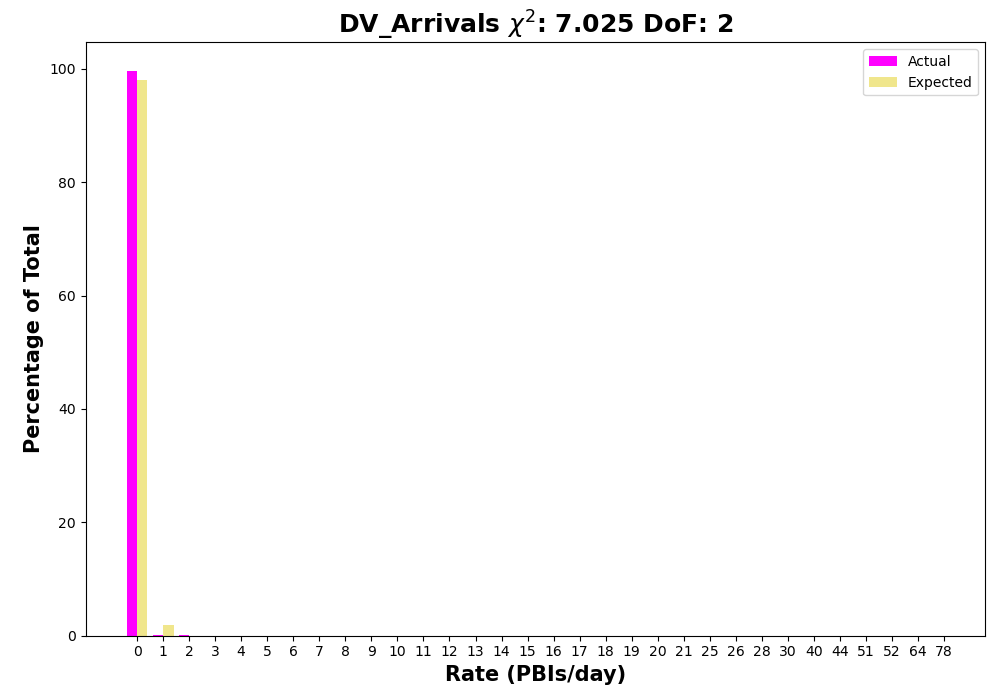 DV_Arrivals χ²: 7.025 DoF: 2
Actual
Expected
100
80
60
40
20
0
Percentage of Total
0 1 2 3 4 5 6 7 8 9 10 11 12 13 14 15 16 17 18 19 20 21 25 26 28 30 40 44 51 52 64 78
Rate (PBIs/day)